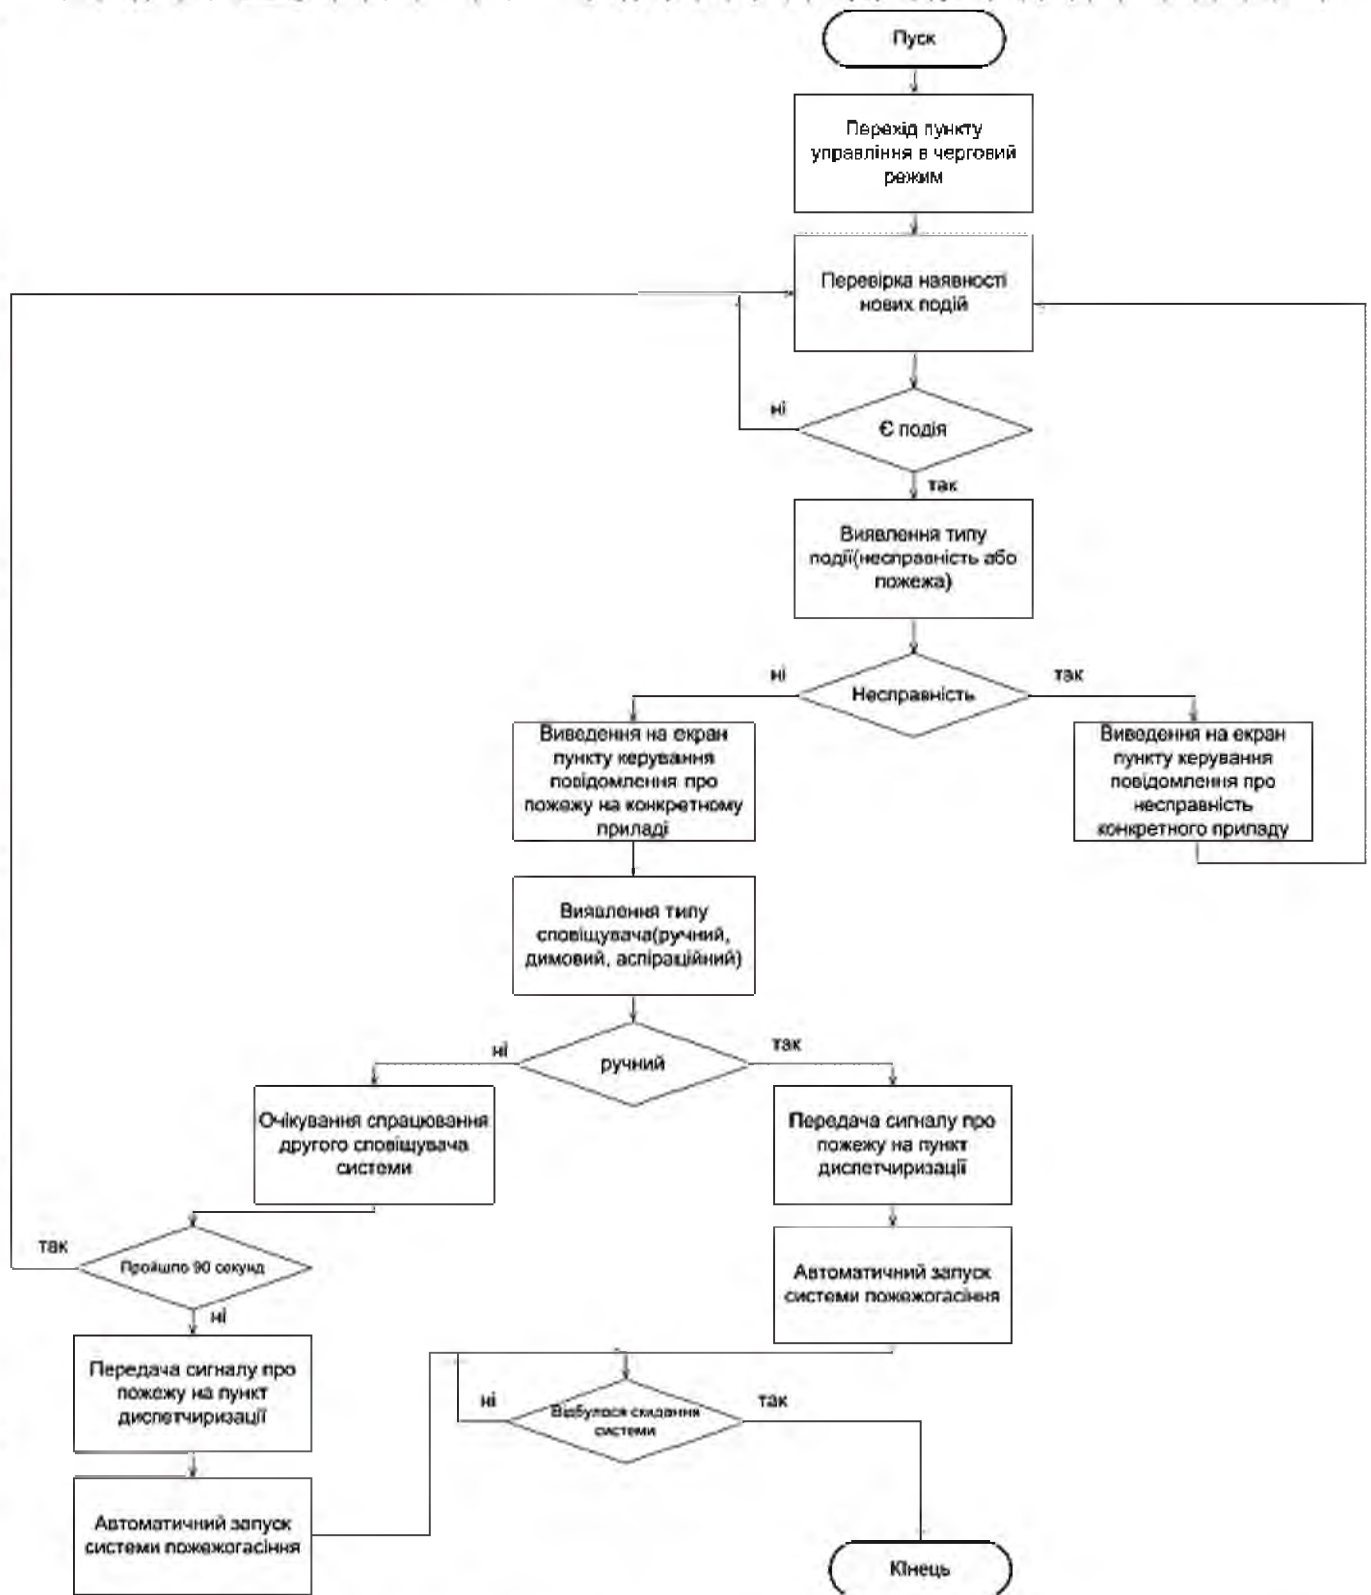 Пуск
Перехід пункту
управління в черговий
режим
Перевірка наявності
нових подій
ні
Є подія
так
Виявлення типу
події(несправність або
пожежа)
ні
Несправність
так
Виведення на екран
пункту керування
повідомлення про
пожежу на конкретному
приладі
Виведення на екран
пункту керування
повідомлення про
несправність
конкретного приладу
Виявлення типу
сповіщувача(ручний,
димовий, аспіраційний)
ні
ручний
так
Очікування спрацювання
другого сповіщувача
системи
Передача сигналу про
пожежу на пункт
диспетчиризації
так
Пройшло 90 секунд
ні
Автоматичний запуск
системи пожежогасіння
Передача сигналу про
пожежу на пункт
диспетчиризації
ні
Відбулося скидання
системи
так
Автоматичний запуск
системи пожежогасіння
Кінець